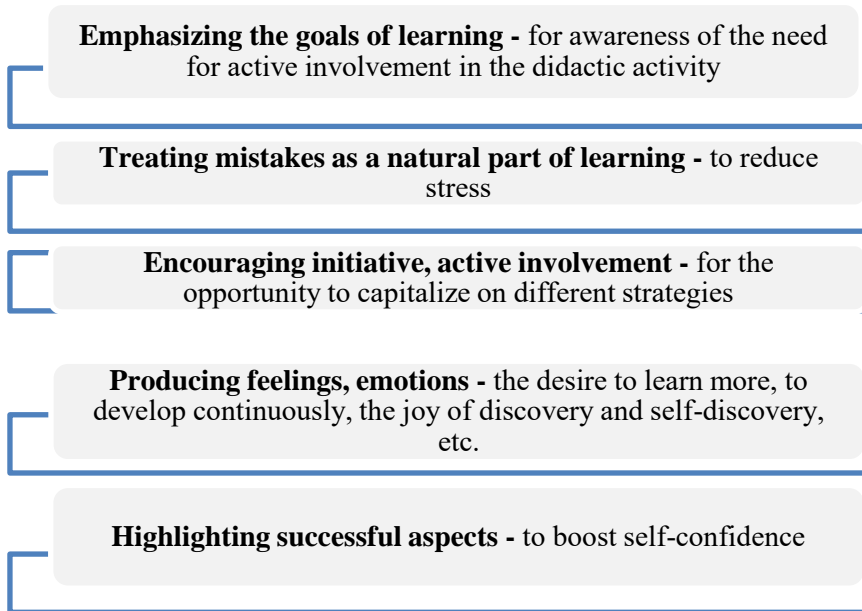 Emphasizing the goals of learning - for awareness of the need
for active involvement in the didactic activity
Treating mistakes as a natural part of learning - to reduce
stress
Encouraging initiative, active involvement - for the
opportunity to capitalize on different strategies
Producing feelings, emotions - the desire to learn more, to
develop continuously, the joy of discovery and self-discovery,
etc.
Highlighting successful aspects - to boost self-confidence